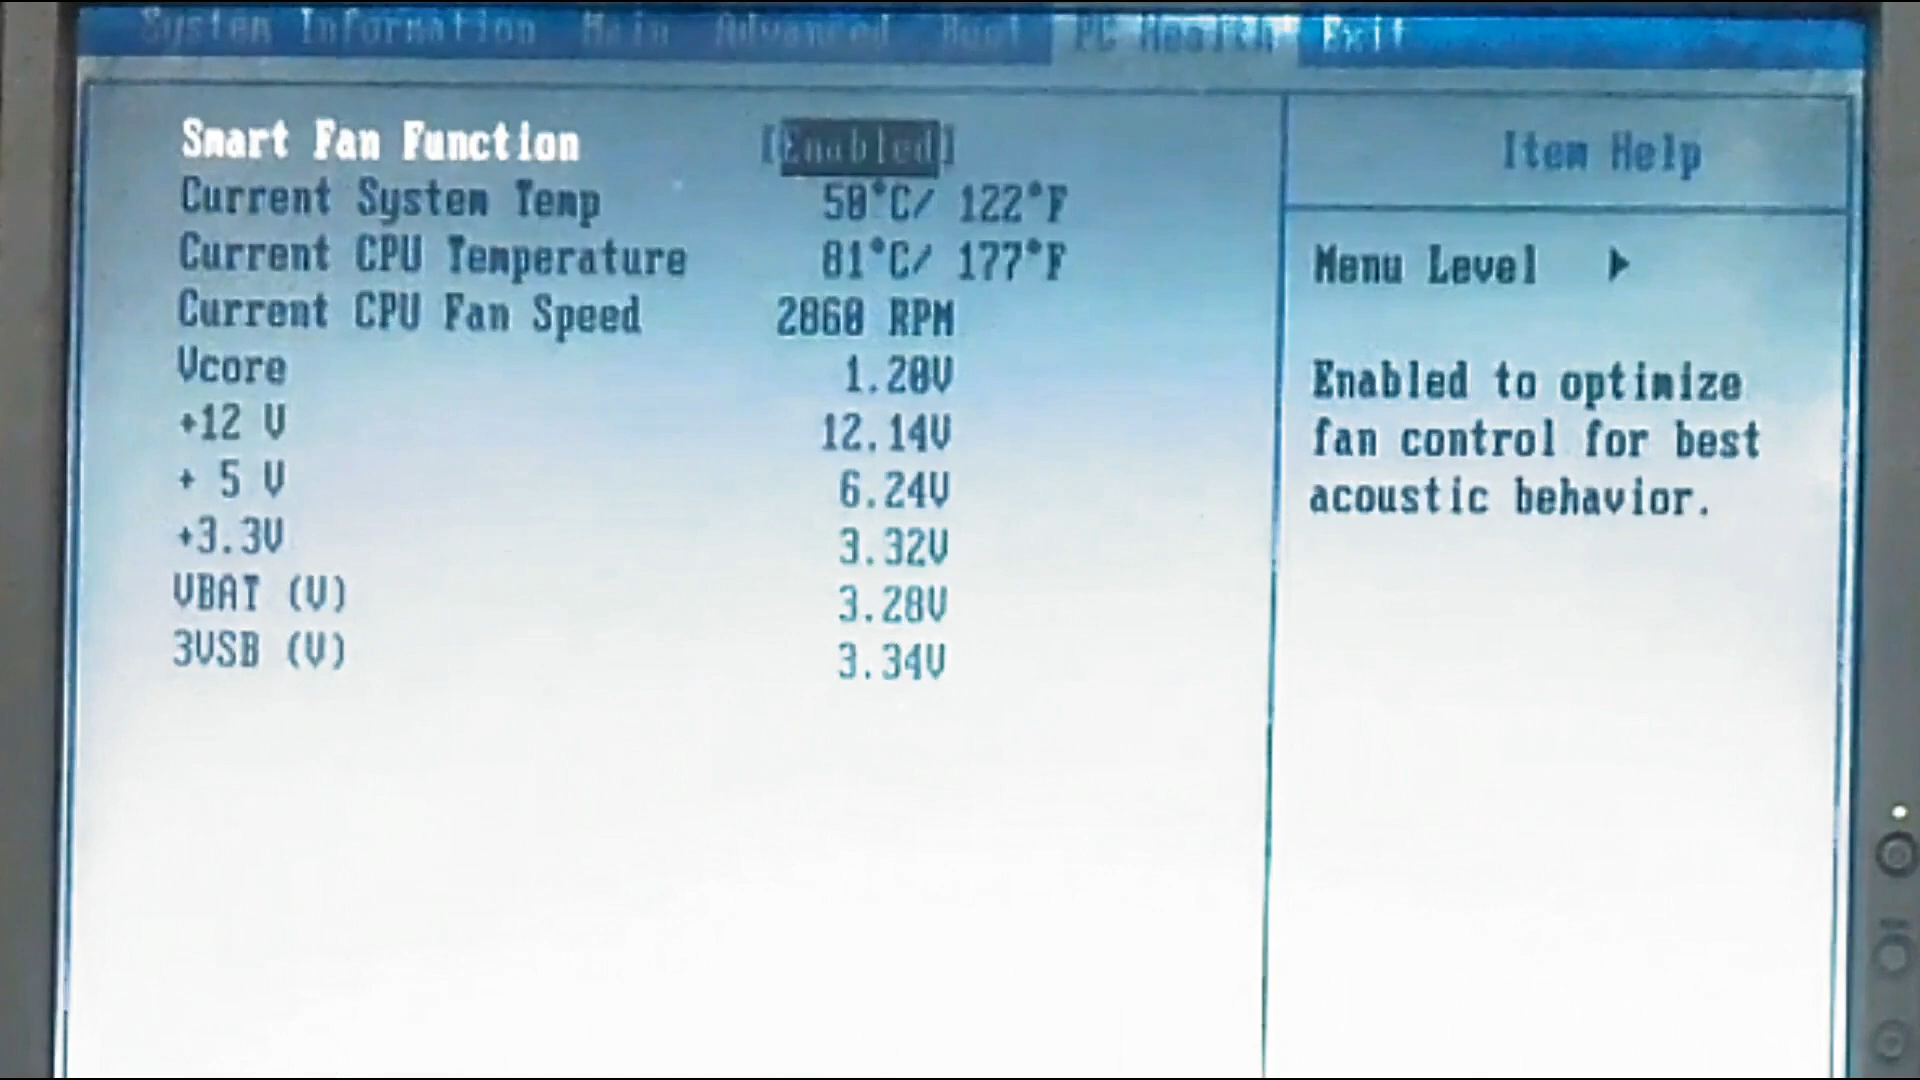 System Information Main Advanced Boot PC Health Exit
Smart Fan Function [Enabled]
Current System Temp 50°C/ 122°F
Current CPU Temperature 81°C/ 177°F
Current CPU Fan Speed 2860 RPM
Vcore 1.20V
+12 V 12.14V
+ 5 V 6.24V
+3.3V 3.32V
VBAT (V) 3.28V
3VSB (V) 3.34V
Item Help
Menu Level
Enabled to optimize
fan control for best
acoustic behavior.